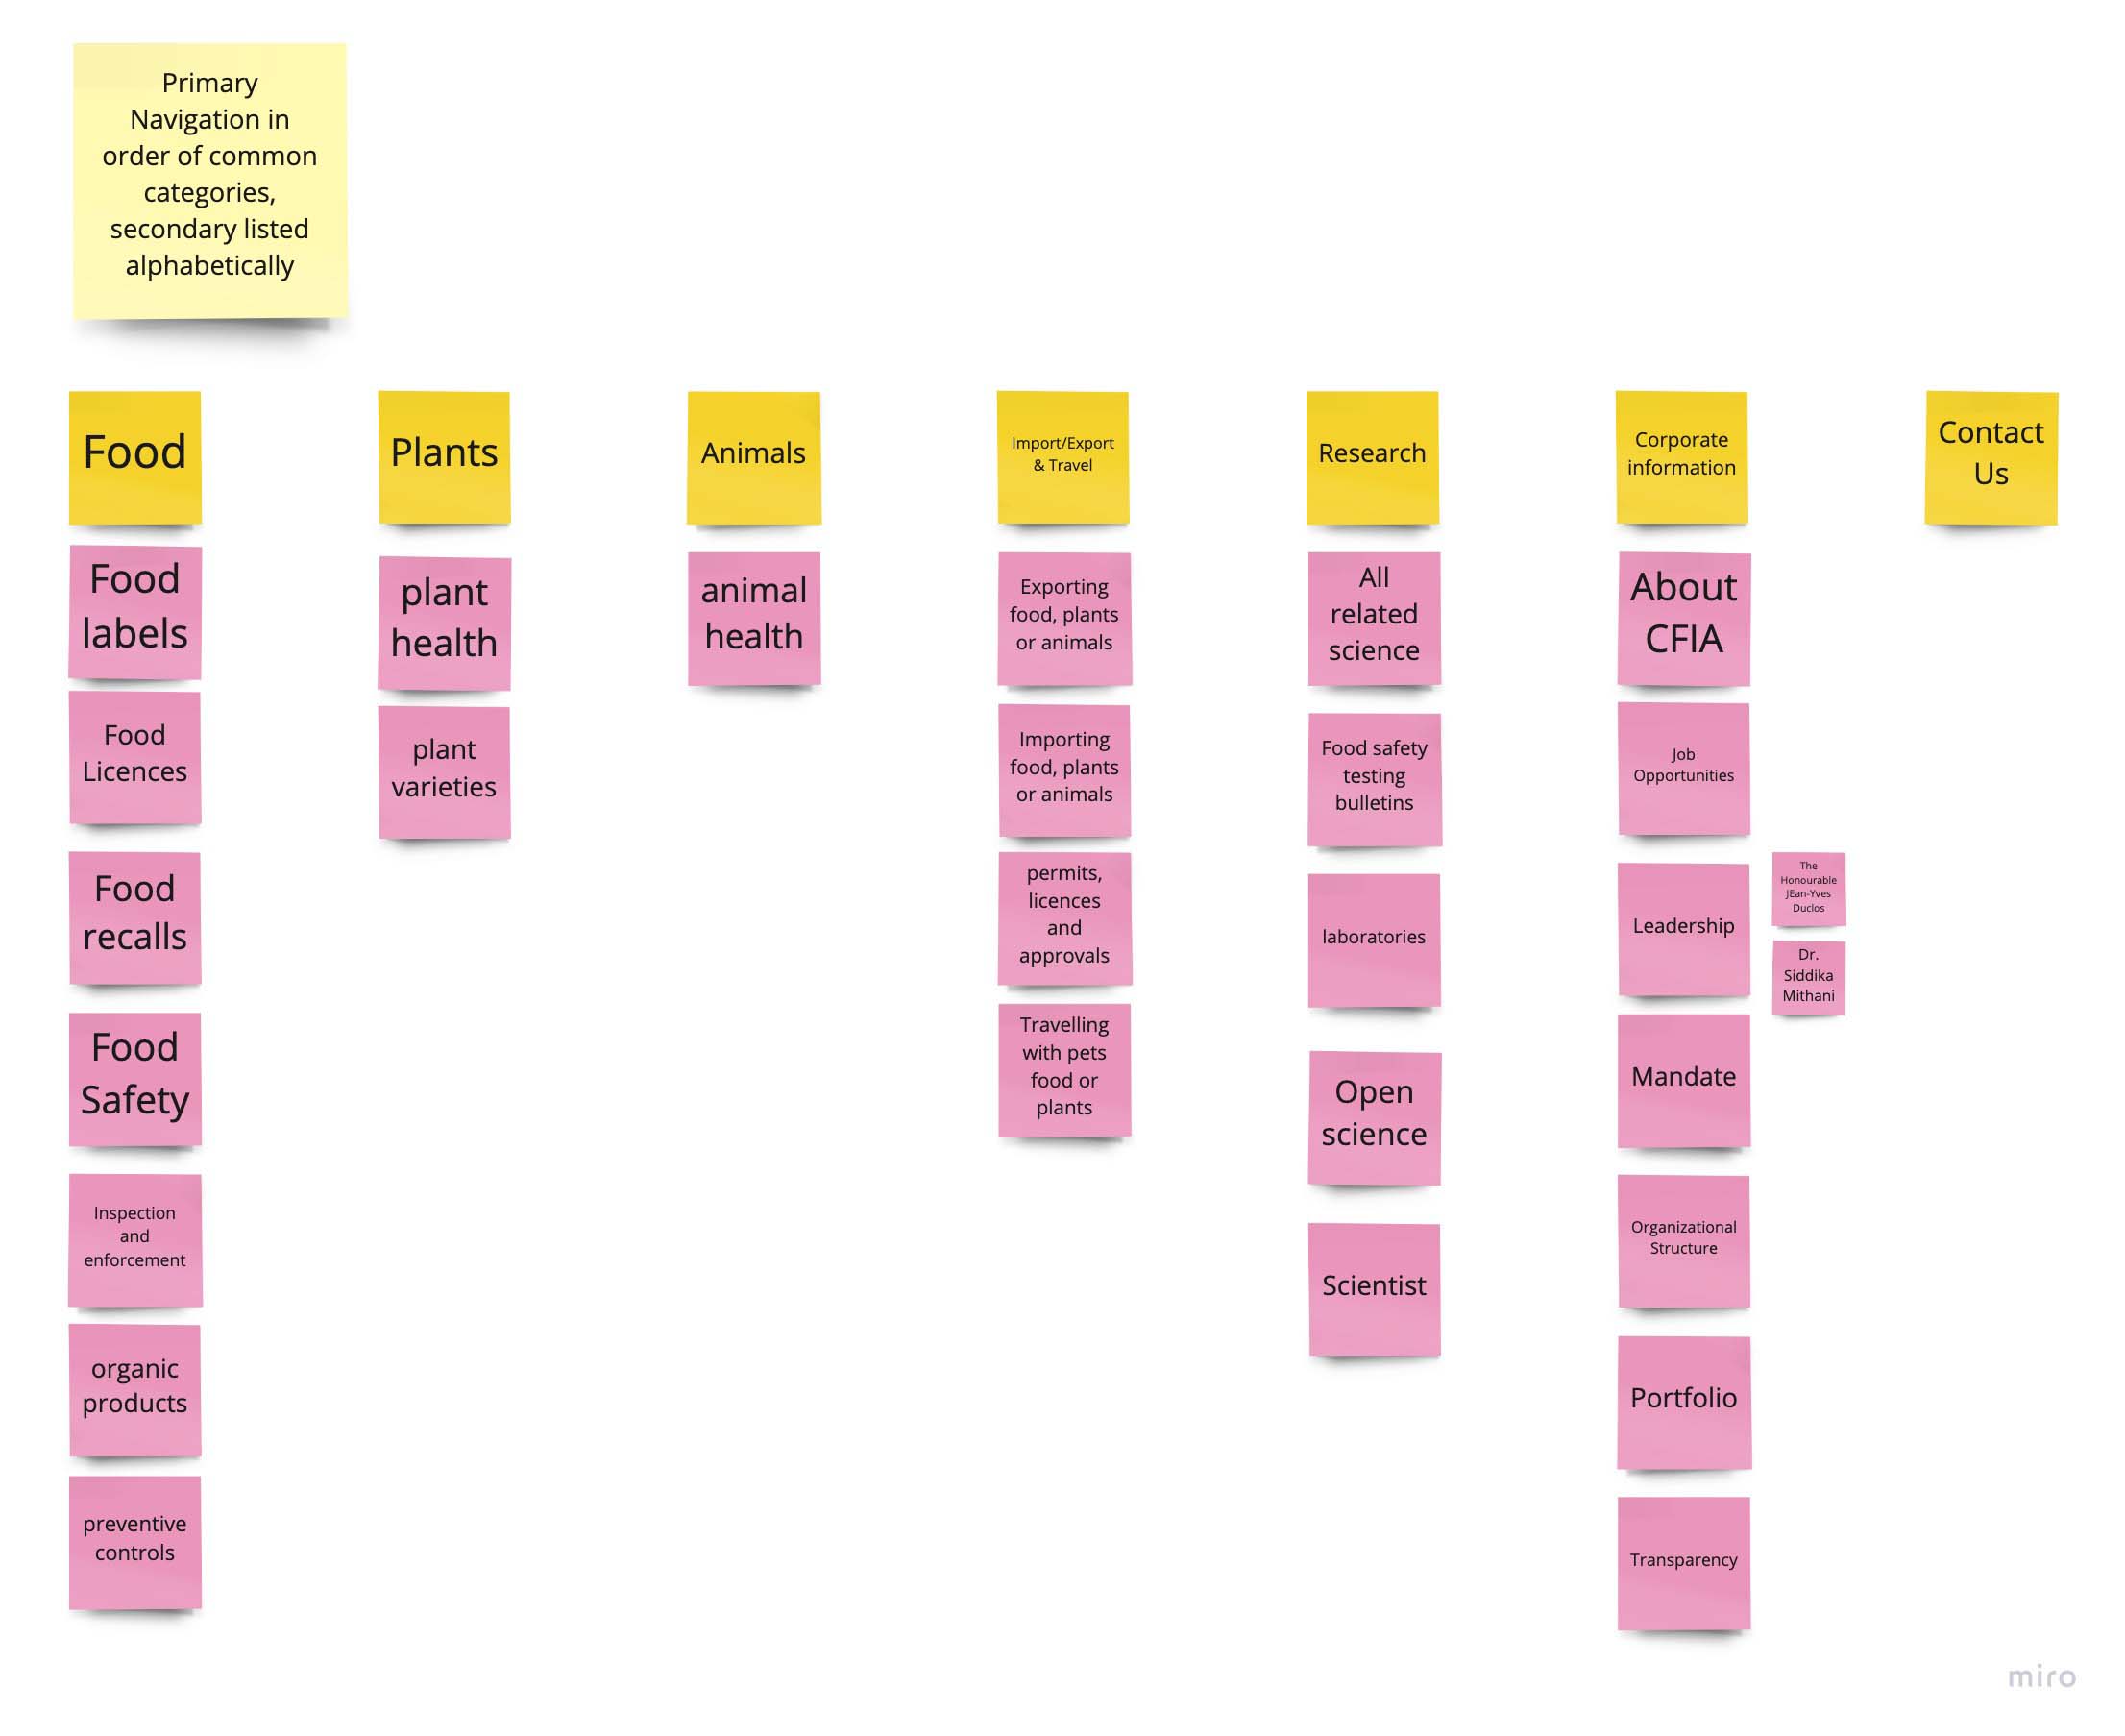 Primary
Navigation in
order of common
categories,
secondary listed
alphabetically
Food
Plants
Animals
Import/Export
& Travel
Research
Corporate
information
Contact
Us
Food
labels
Food
Licences
Food
recalls
Food
Safety
Inspection
and
enforcement
organic
products
preventive
controls
plant
health
plant
varieties
animal
health
Exporting
food, plants
or animals
Importing
food, plants
or animals
permits,
licences
and
approvals
Travelling
with pets
food or
plants
All
related
science
Food safety
testing
bulletins
laboratories
Open
science
Scientist
About
CFIA
Job
Opportunities
Leadership
The
Honourable
JEan-Yves
Duclos
Dr.
Siddika
Mithani
Mandate
Organizational
Structure
Portfolio
Transparency
miro